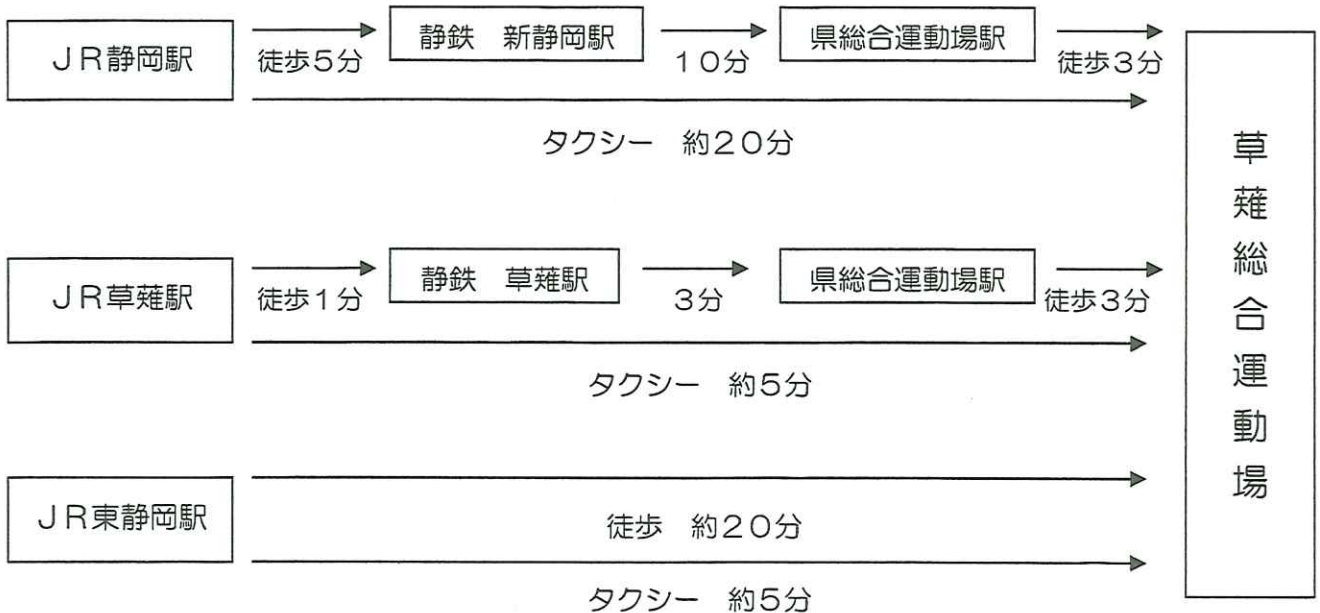 JR静岡駅
徒歩5分
静鉄　新静岡駅
10分
県総合運動場駅
徒歩3分
タクシー　約20分
JR草薙駅
徒歩1分
静鉄　草薙駅
3分
県総合運動場駅
徒歩3分
タクシー　約5分
JR東静岡駅
徒歩　約20分
タクシー　約5分
草薙総合運動場